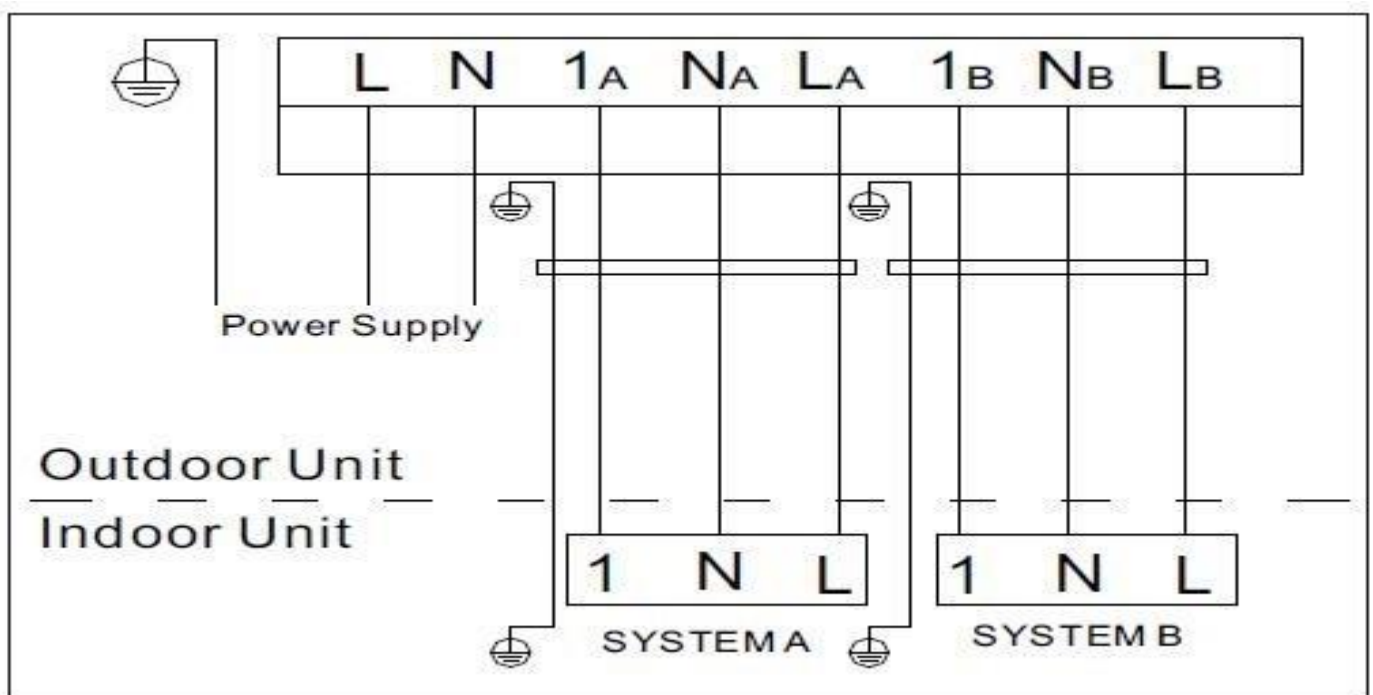 L N 1A NA LA 1B NB LB
Power Supply
Outdoor Unit
Indoor Unit
1 N L 1 N L
SYSTEM A SYSTEM B